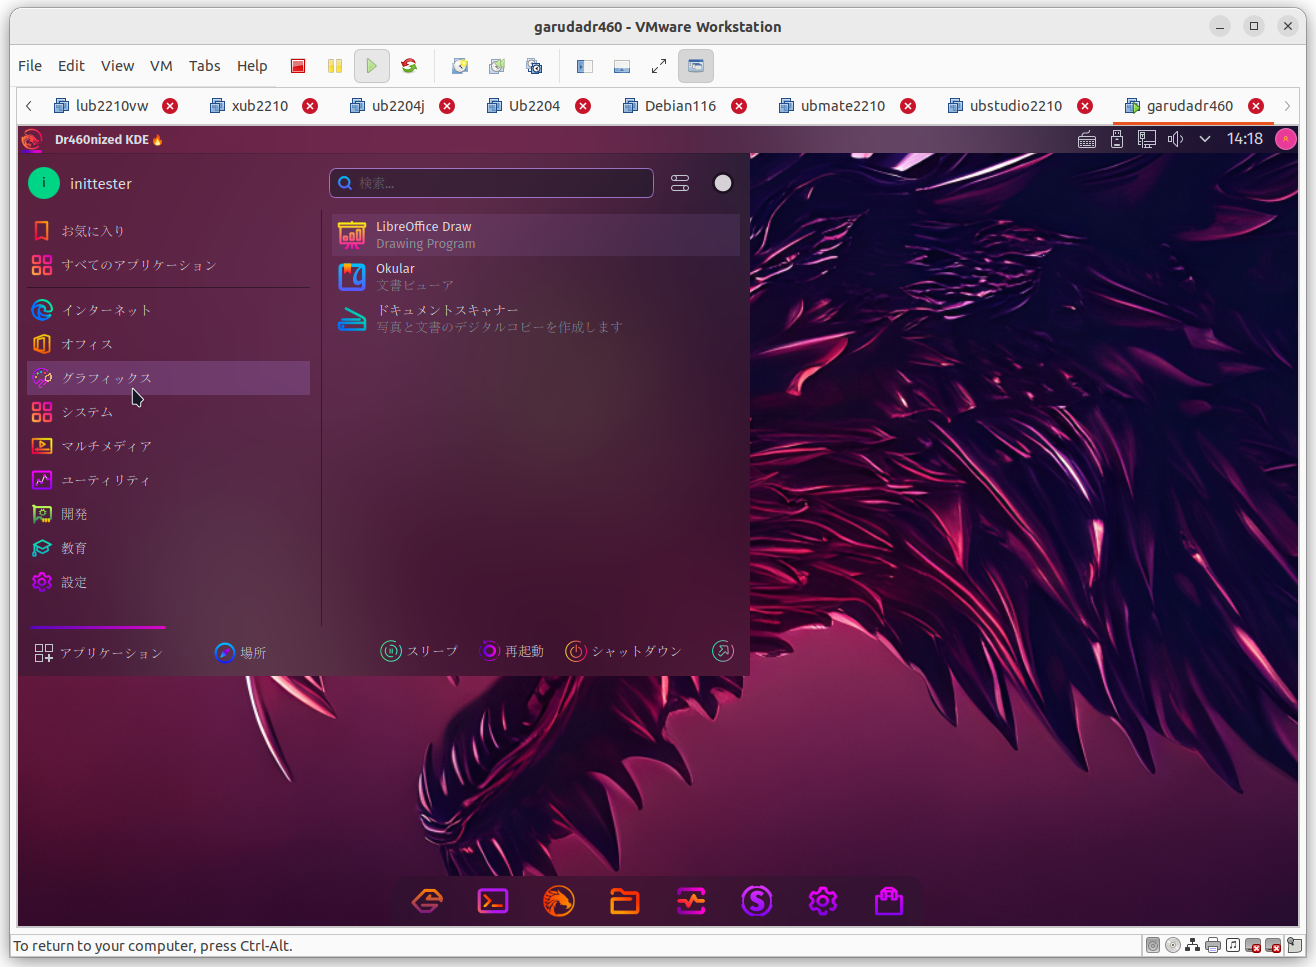 garudadr460 - VMware Workstation
File Edit View VM Tabs Help
lub2210vw xub2210 ub2204j Ub2204 Debian116 ubmate2210 ubstudio2210 garudadr460
Dr460nized KDE🔥 14:18
i inittester 検索...
お気に入り
すべてのアプリケーション
インターネット
オフィス
グラフィックス
システム
マルチメディア
ユーティリティ
開発
教育
設定
LibreOffice Draw
Drawing Program
Okular
文書ビューア
ドキュメントスキャナー
写真と文書のデジタルコピーを作成します
アプリケーション 場所 スリープ 再起動 シャットダウン
To return to your computer, press Ctrl-Alt.